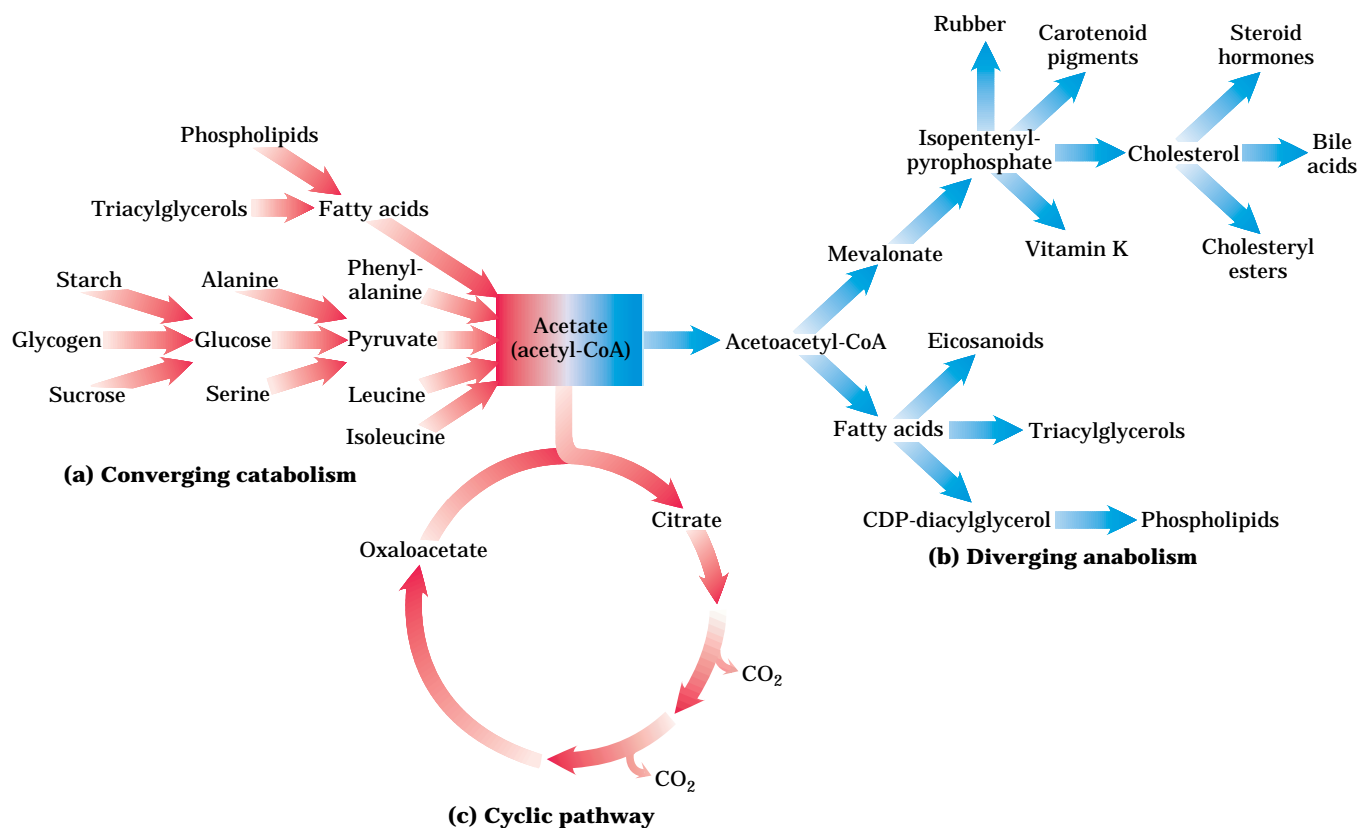 Rubber
Carotenoid
pigments
Steroid
hormones
Phospholipids
Isopentenyl-
pyrophosphate
Cholesterol
Bile
acids
Triacylglycerols
Fatty acids
Mevalonate
Vitamin K
Cholesteryl
esters
Starch
Alanine
Phenyl-
alanine
Glycogen
Glucose
Pyruvate
Acetate
(acetyl-CoA)
Acetoacetyl-CoA
Eicosanoids
Sucrose
Serine
Leucine
Isoleucine
Fatty acids
Triacylglycerols
(a) Converging catabolism
Citrate
CDP-diacylglycerol
Phospholipids
Oxaloacetate
(b) Diverging anabolism
CO₂
CO₂
(c) Cyclic pathway